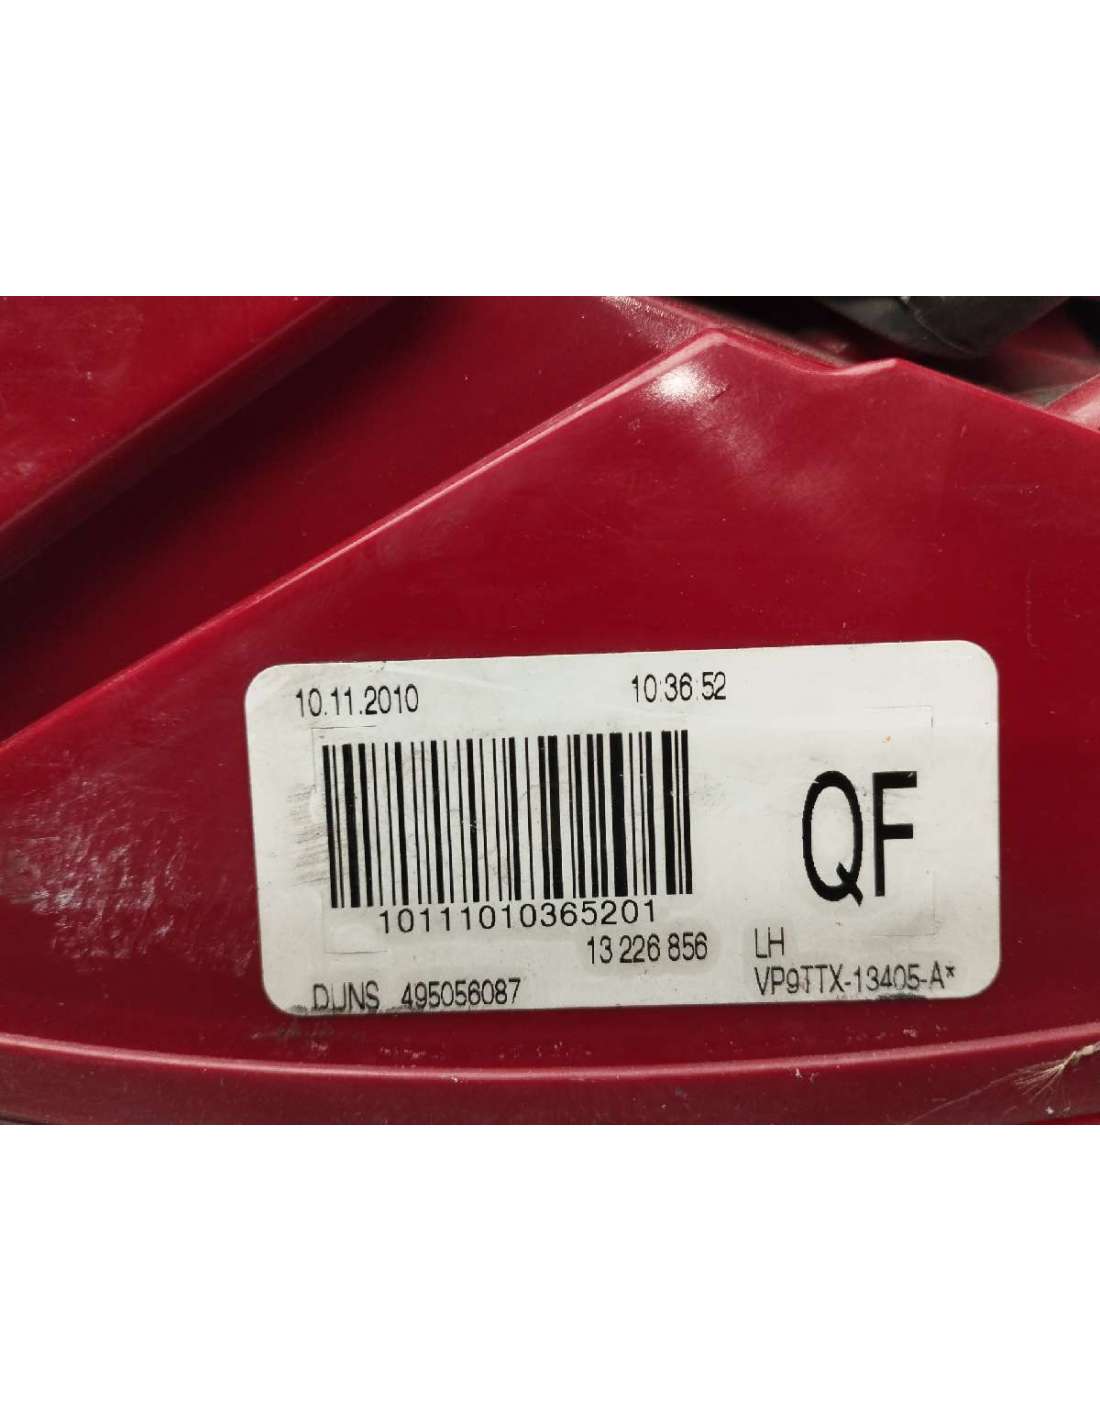 10.11.2010 10:36:52
QF
10111010365201
13 226 856 LH
DUNS 495056087 VP9TTX-13405-A*